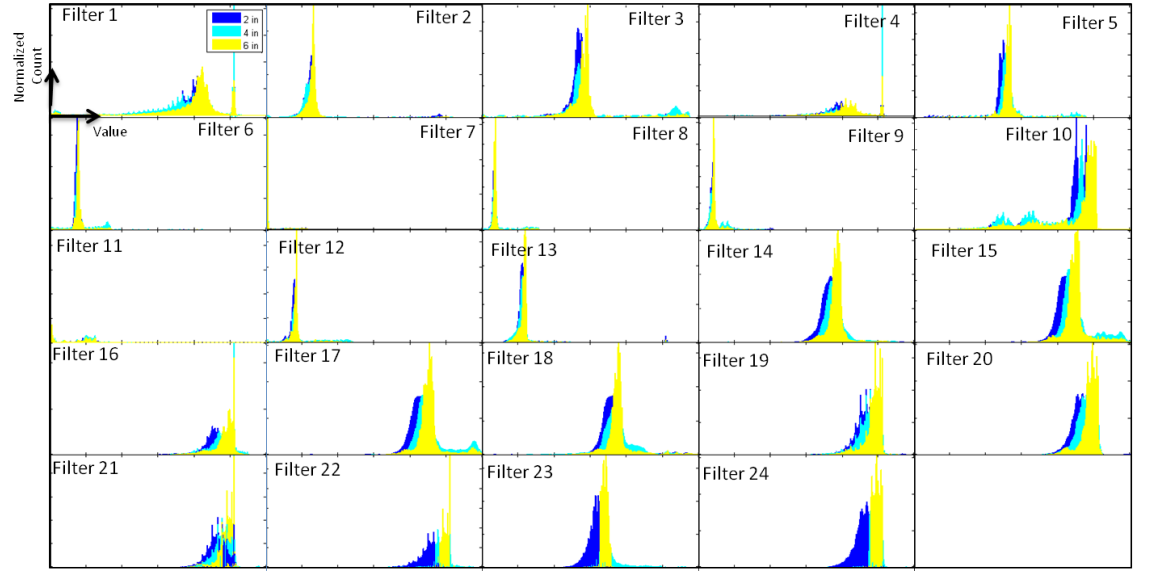 Filter 1
2 in
4 in
6 in
Filter 2
Filter 3
Filter 4
Filter 5
Normalized
Count
Value
Filter 6
Filter 7
Filter 8
Filter 9
Filter 10
Filter 11
Filter 12
Filter 13
Filter 14
Filter 15
Filter 16
Filter 17
Filter 18
Filter 19
Filter 20
Filter 21
Filter 22
Filter 23
Filter 24